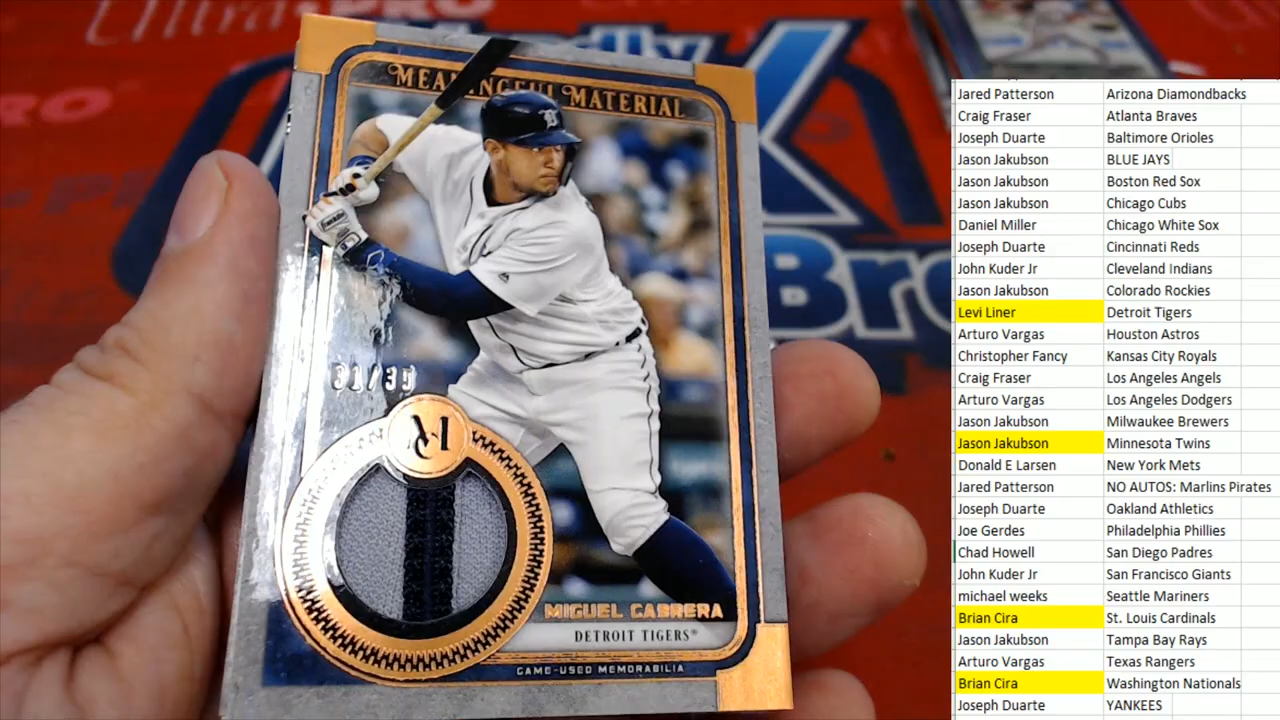 Ultra PRO
PRO
MEANINGFUL MATERIAL
D
31/35
M
MIGUEL CABRERA
DETROIT TIGERS®
GAME-USED MEMORABILIA
K
Bre
Jared Patterson Arizona Diamondbacks
Craig Fraser Atlanta Braves
Joseph Duarte Baltimore Orioles
Jason Jakubson BLUE JAYS
Jason Jakubson Boston Red Sox
Jason Jakubson Chicago Cubs
Daniel Miller Chicago White Sox
Joseph Duarte Cincinnati Reds
John Kuder Jr Cleveland Indians
Jason Jakubson Colorado Rockies
Levi Liner Detroit Tigers
Arturo Vargas Houston Astros
Christopher Fancy Kansas City Royals
Craig Fraser Los Angeles Angels
Arturo Vargas Los Angeles Dodgers
Jason Jakubson Milwaukee Brewers
Jason Jakubson Minnesota Twins
Donald E Larsen New York Mets
Jared Patterson NO AUTOS: Marlins Pirates
Joseph Duarte Oakland Athletics
Joe Gerdes Philadelphia Phillies
Chad Howell San Diego Padres
John Kuder Jr San Francisco Giants
michael weeks Seattle Mariners
Brian Cira St. Louis Cardinals
Jason Jakubson Tampa Bay Rays
Arturo Vargas Texas Rangers
Brian Cira Washington Nationals
Joseph Duarte YANKEES